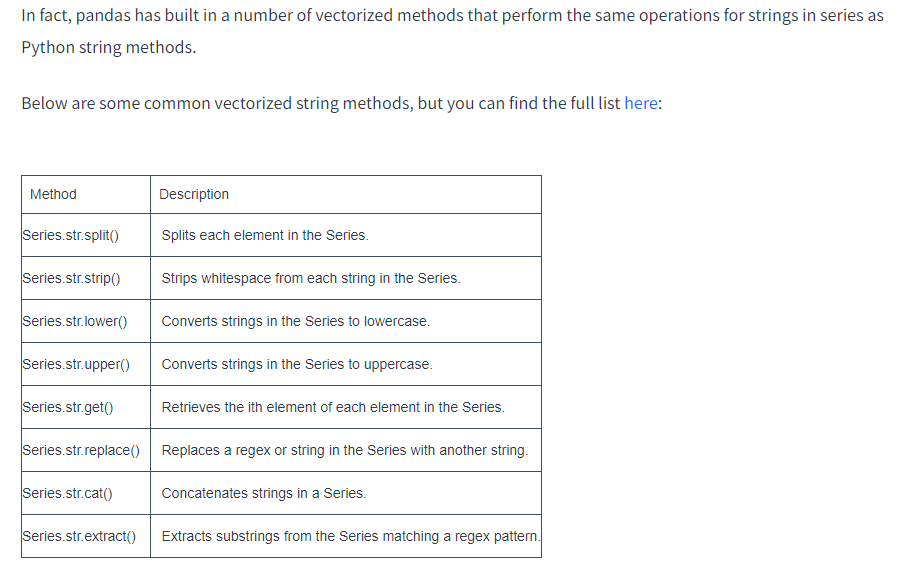 In fact, pandas has built in a number of vectorized methods that perform the same operations for strings in series as
Python string methods.
Below are some common vectorized string methods, but you can find the full list here:
Method Description
Series.str.split() Splits each element in the Series.
Series.str.strip() Strips whitespace from each string in the Series.
Series.str.lower() Converts strings in the Series to lowercase.
Series.str.upper() Converts strings in the Series to uppercase.
Series.str.get() Retrieves the ith element of each element in the Series.
Series.str.replace() Replaces a regex or string in the Series with another string.
Series.str.cat() Concatenates strings in a Series.
Series.str.extract() Extracts substrings from the Series matching a regex pattern.